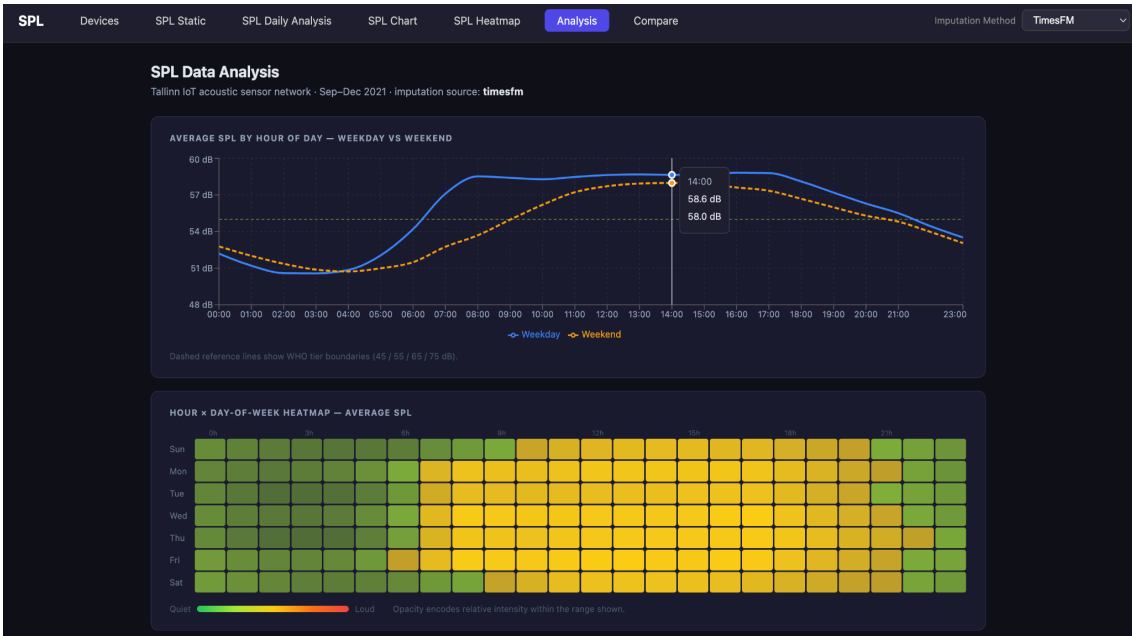 SPL Devices SPL Static SPL Daily Analysis SPL Chart SPL Heatmap Analysis Compare Imputation Method TimesFM
SPL Data Analysis
Tallinn IoT acoustic sensor network · Sep–Dec 2021 · imputation source: timesfm
AVERAGE SPL BY HOUR OF DAY — WEEKDAY VS WEEKEND
60 dB
57 dB
54 dB
51 dB
48 dB
14:00
58.6 dB
58.0 dB
00:00 01:00 02:00 03:00 04:00 05:00 06:00 07:00 08:00 09:00 10:00 11:00 12:00 13:00 14:00 15:00 16:00 17:00 18:00 19:00 20:00 21:00 23:00
Weekday Weekend
Dashed reference lines show WHO tier boundaries (45 / 55 / 65 / 75 dB).
HOUR × DAY-OF-WEEK HEATMAP — AVERAGE SPL
0h 3h 6h 9h 12h 15h 18h 21h
Sun
Mon
Tue
Wed
Thu
Fri
Sat
Quiet Loud Opacity encodes relative intensity within the range shown.